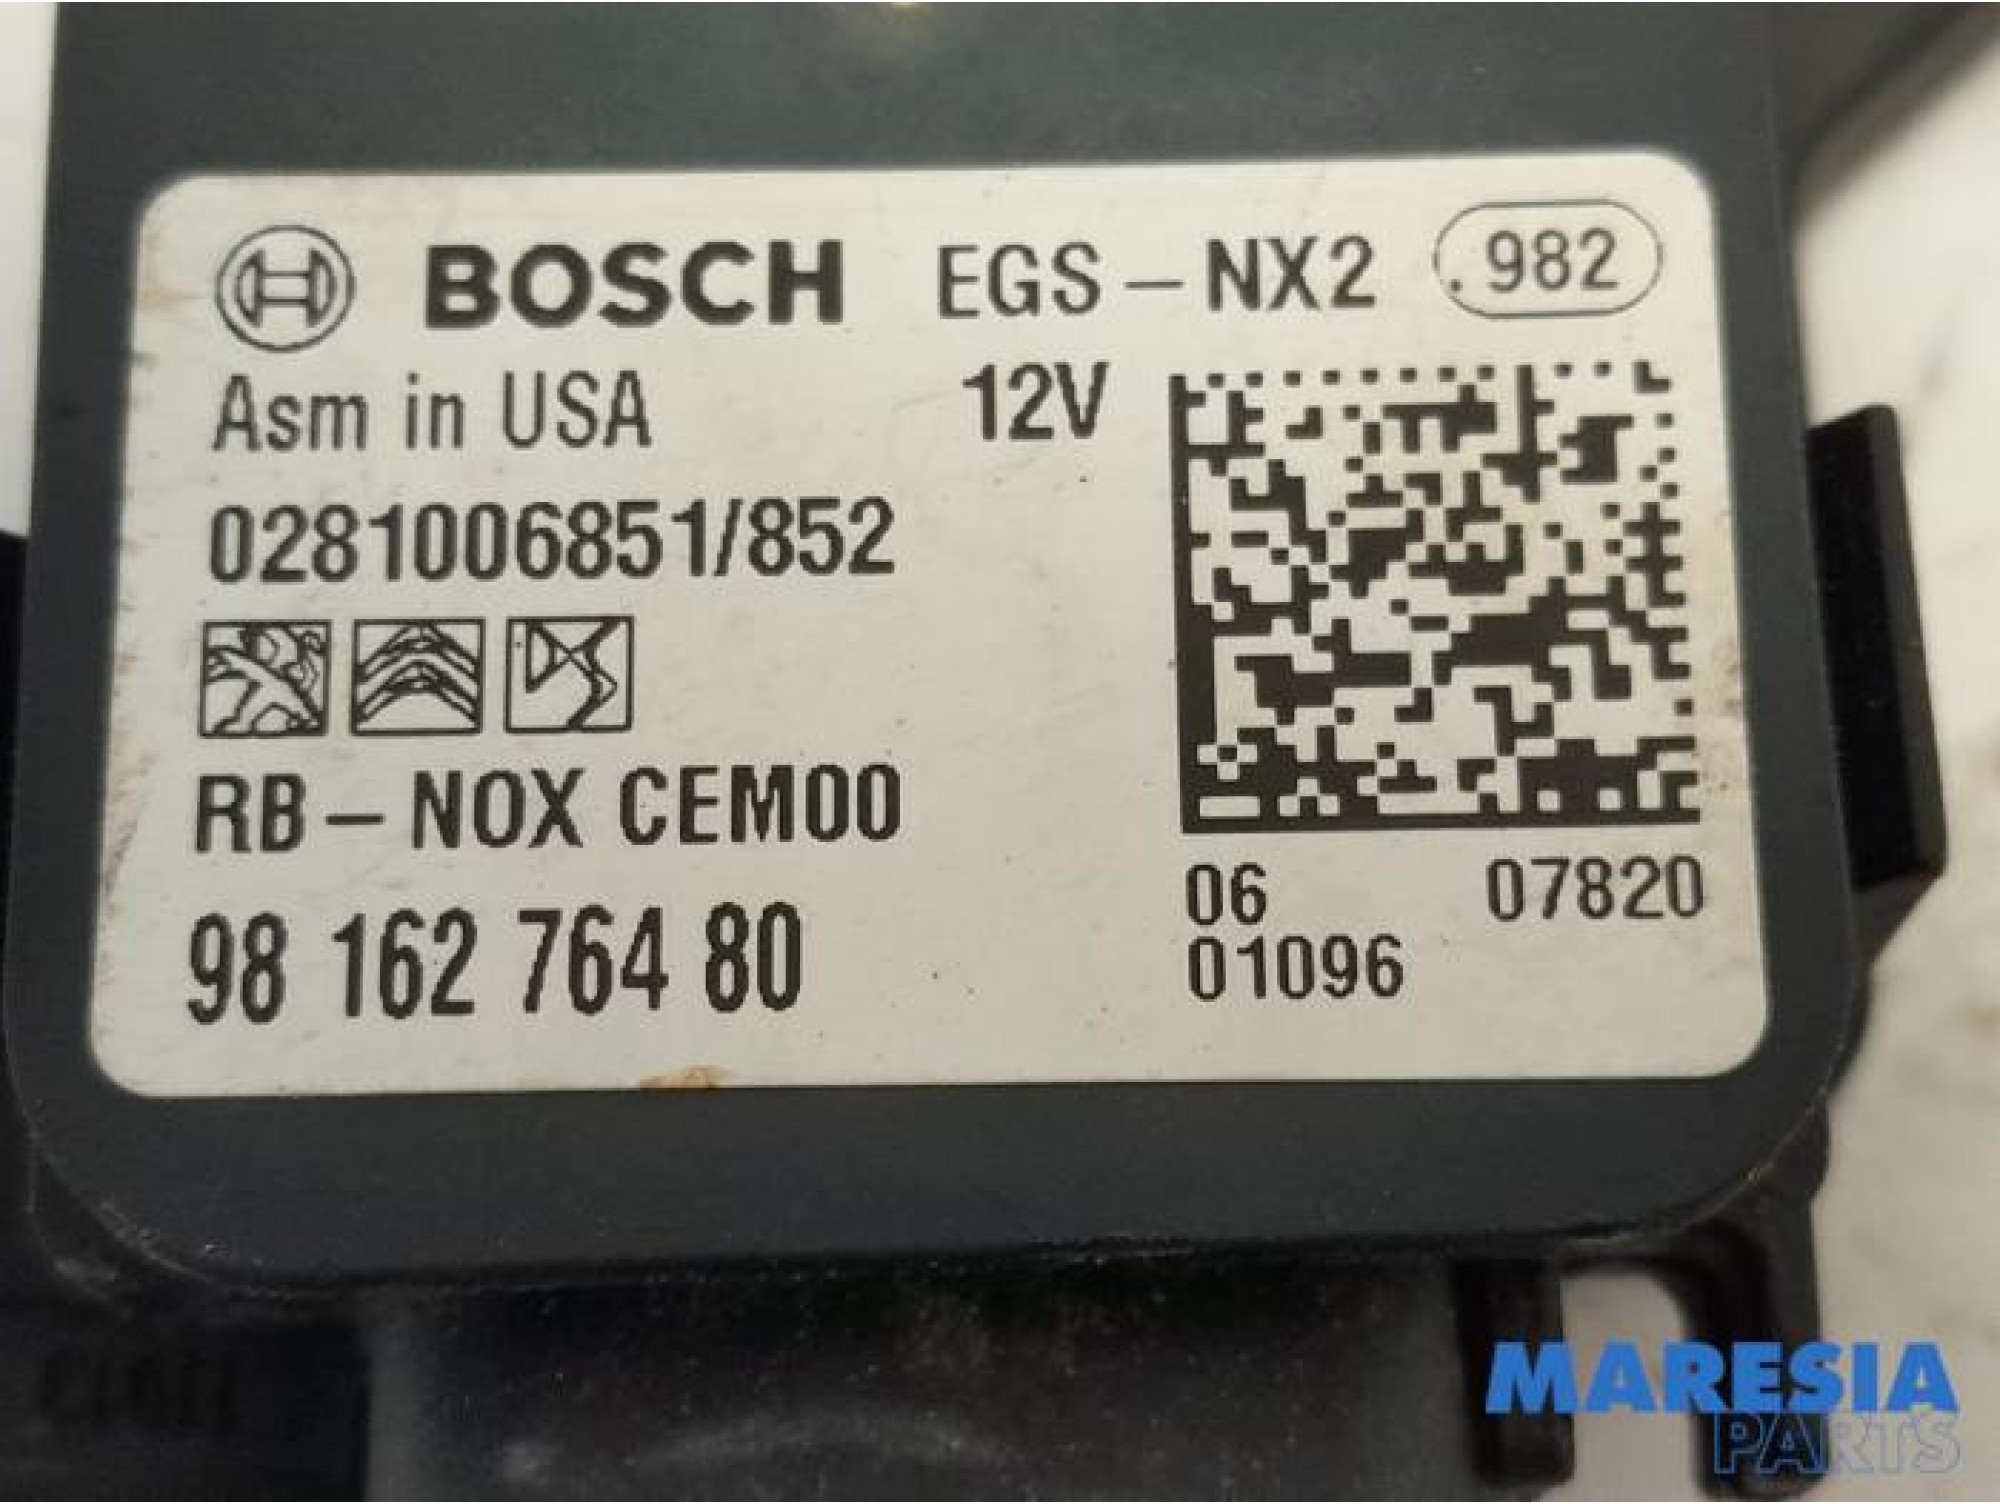 BOSCH EGS-NX2 .982
Asm in USA 12V
0281006851/852
RB-NOX CEM00
98 162 764 80
06 07820
01096
MARESIA
PARTS